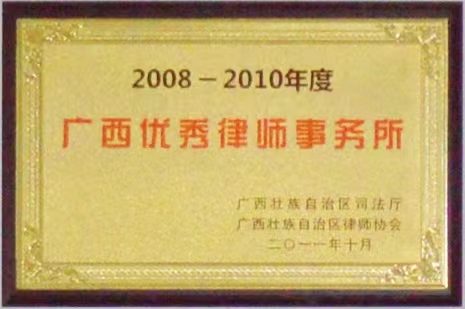 2008－2010年度
广西优秀律师事务所
广西壮族自治区司法厅
广西壮族自治区律师协会
二〇一一年十月